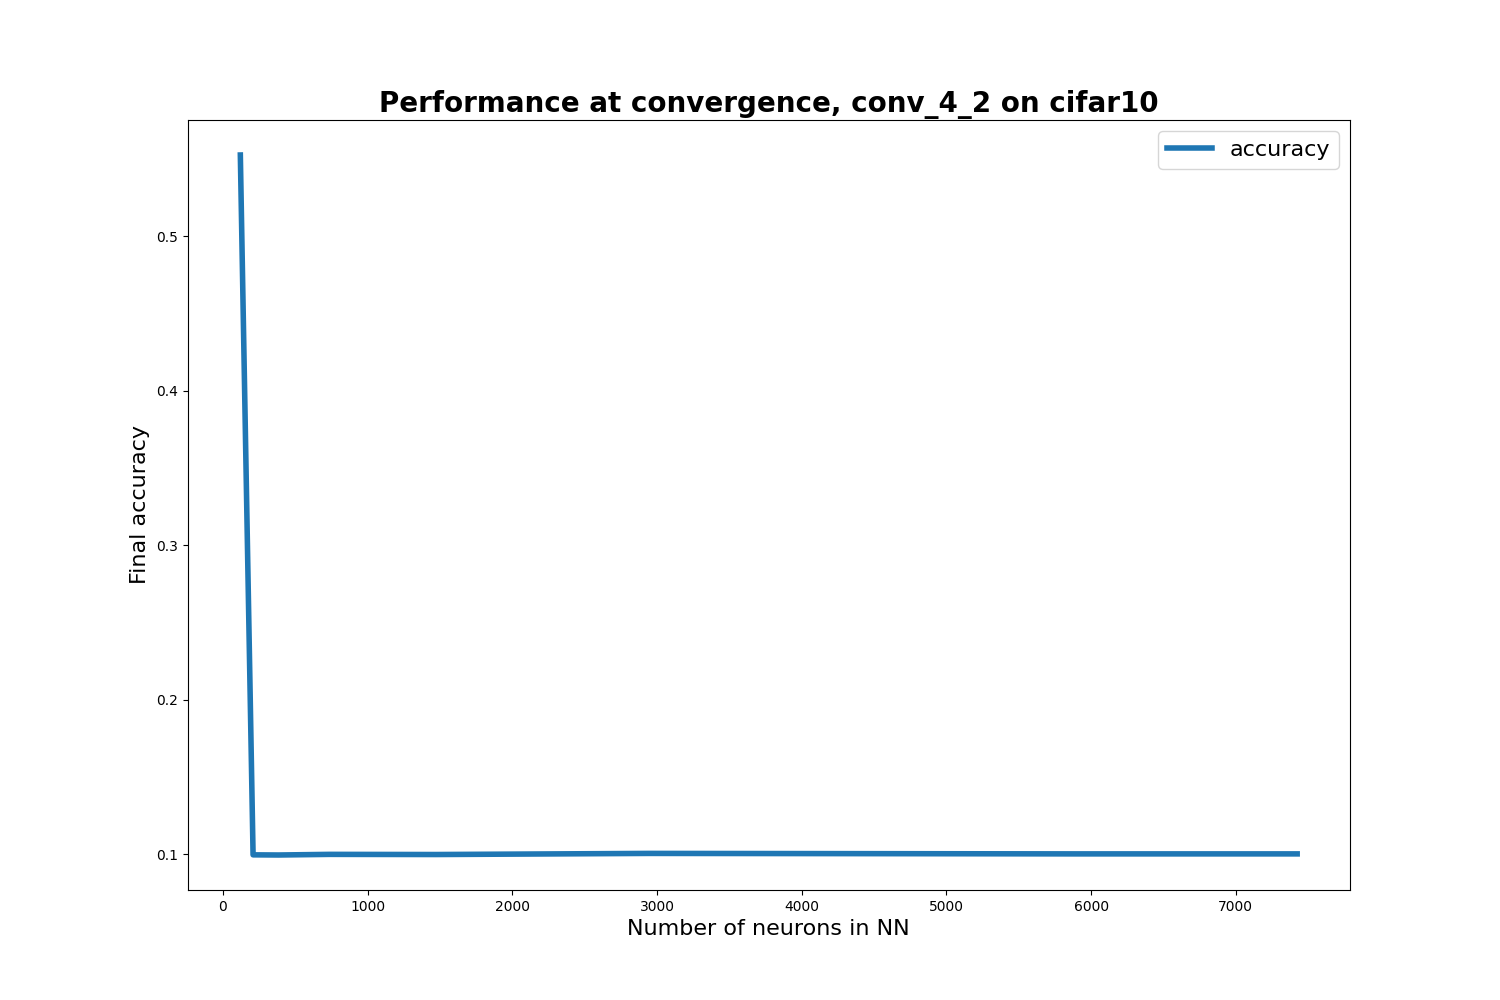 Performance at convergence, conv_4_2 on cifar10
accuracy
0.5
0.4
0.3
0.2
0.1
Final accuracy
0 1000 2000 3000 4000 5000 6000 7000
Number of neurons in NN